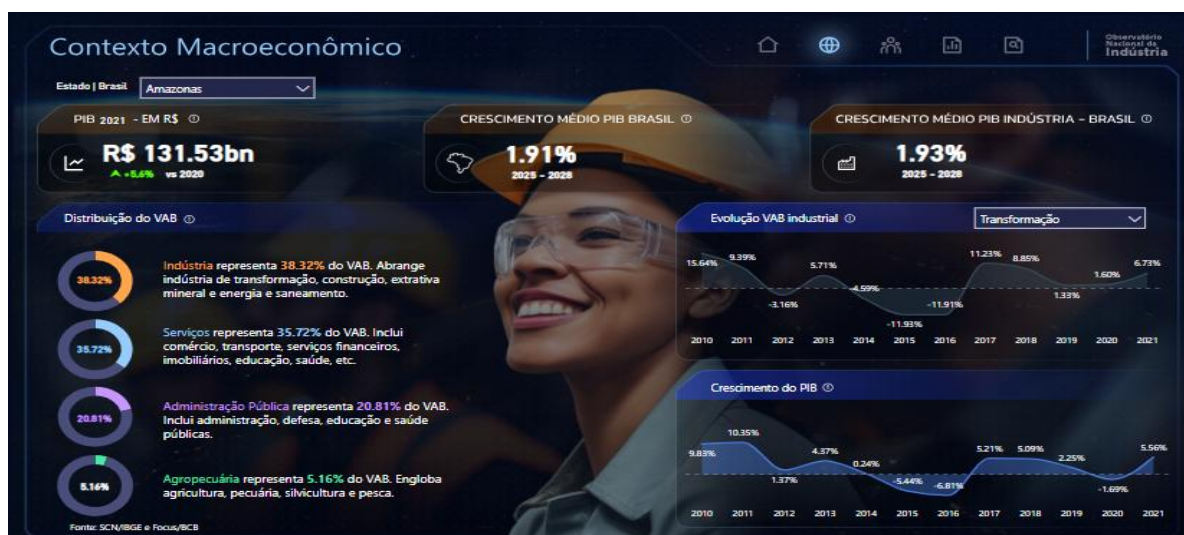 Contexto Macroeconômico
Observatório
Nacional da
Indústria
Estado | Brasil
Amazonas
PIB 2021 - EM R$
R$ 131.53bn
+5,6% vs 2020
CRESCIMENTO MÉDIO PIB BRASIL
1.91%
2025 - 2028
CRESCIMENTO MÉDIO PIB INDÚSTRIA - BRASIL
1.93%
2025 - 2028
Distribuição do VAB
38.32%
Indústria representa 38.32% do VAB. Abrange
indústria de transformação, construção, extrativa
mineral e energia e saneamento.
35.72%
Serviços representa 35.72% do VAB. Inclui
comércio, transporte, serviços financeiros,
imobiliários, educação, saúde, etc.
20.81%
Administração Pública representa 20.81% do VAB.
Inclui administração, defesa, educação e saúde
públicas.
5.16%
Agropecuária representa 5.16% do VAB. Engloba
agricultura, pecuária, silvicultura e pesca.
Fonte: SCN/IBGE e Focus/BCB
Evolução VAB industrial
Transformação
15.64% 9.39% -3.16% 5.71% -4.59% -11.93% -11.91% 11.23% 8.85% 1.33% 1.60% 6.73%
2010 2011 2012 2013 2014 2015 2016 2017 2018 2019 2020 2021
Crescimento do PIB
9.83% 10.35% 1.37% 4.37% 0.24% -5.44% -6.81% 5.21% 5.09% 2.25% -1.69% 5.56%
2010 2011 2012 2013 2014 2015 2016 2017 2018 2019 2020 2021